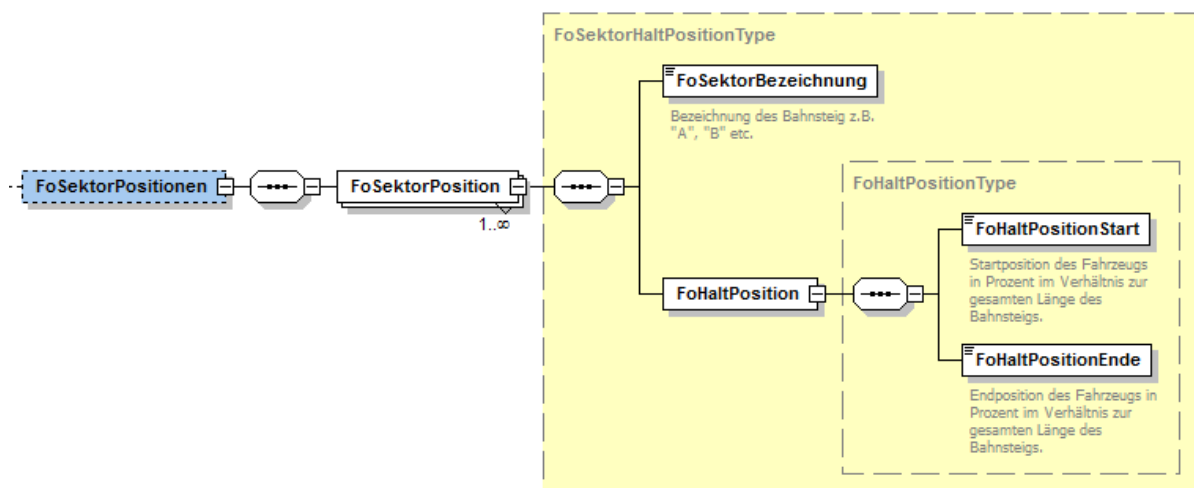 FoSektorHaltPositionType
FoSektorBezeichnung
Bezeichnung des Bahnsteig z.B.
"A", "B" etc.
FoSektorPositionen
FoSektorPosition
1..∞
FoHaltPositionType
FoHaltPosition
FoHaltPositionStart
Startposition des Fahrzeugs
in Prozent im Verhältnis zur
gesamten Länge des
Bahnsteigs.
FoHaltPositionEnde
Endposition des Fahrzeugs in
Prozent im Verhältnis zur
gesamten Länge des
Bahnsteigs.